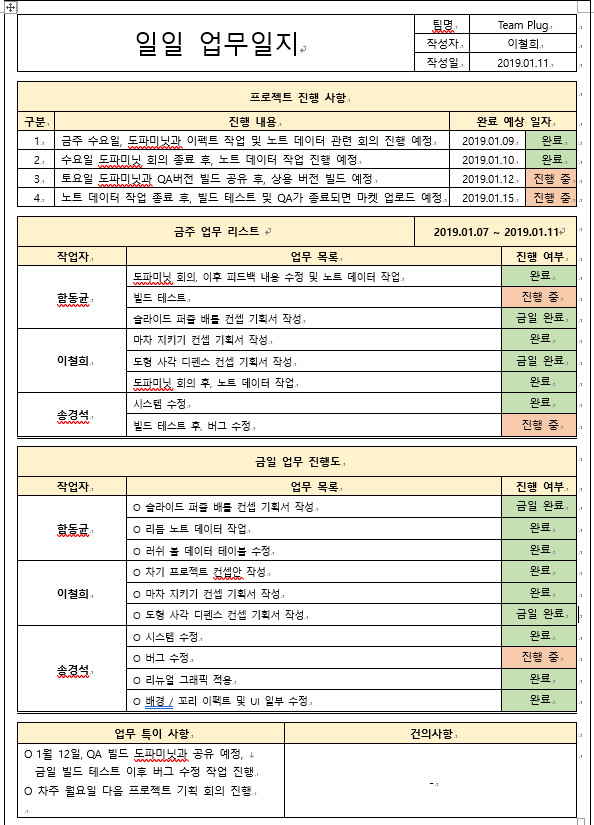 일일 업무일지
팀명 Team Plug
작성자 이철희
작성일 2019.01.11
프로젝트 진행 사항
구분 진행 내용 완료 예상 일자
1. 금주 수요일, 도파미닛과 이펙트 작업 및 노트 데이터 관련 회의 진행 예정. 2019.01.09. 완료
2. 수요일 도파미닛 회의 종료 후, 노트 데이터 작업 진행 예정. 2019.01.10. 완료
3. 토요일 도파미닛과 QA버전 빌드 공유 후, 상용 버전 빌드 예정. 2019.01.12. 진행 중
4. 노트 데이터 작업 종료 후, 빌드 테스트 및 QA가 종료되면 마켓 업로드 예정. 2019.01.15. 진행 중
금주 업무 리스트 2019.01.07 ~ 2019.01.11
작업자 업무 목록 진행 여부
함동균
도파미닛 회의, 이후 피드백 내용 수정 및 노트 데이터 작업. 완료
빌드 테스트. 진행 중
슬라이드 퍼즐 배틀 컨셉 기획서 작성. 금일 완료
이철희
마차 지키기 컨셉 기획서 작성. 완료
도형 사각 디펜스 컨셉 기획서 작성. 금일 완료
도파미닛 회의 후, 노트 데이터 작업. 완료
송경석
시스템 수정. 완료
빌드 테스트 후, 버그 수정. 진행 중
금일 업무 진행도
작업자 업무 목록 진행 여부
함동균
O 슬라이드 퍼즐 배틀 컨셉 기획서 작성. 금일 완료
O 리듬 노트 데이터 작업. 완료
O 러쉬 볼 데이터 테이블 수정. 완료
이철희
O 차기 프로젝트 컨셉안 작성. 완료
O 마차 지키기 컨셉 기획서 작성. 완료
O 도형 사각 디펜스 컨셉 기획서 작성. 금일 완료
송경석
O 시스템 수정. 완료
O 버그 수정. 진행 중
O 리뉴얼 그래픽 적용. 완료
O 배경 / 꼬리 이펙트 및 UI 일부 수정. 완료
업무 특이 사항 건의사항
O 1월 12일, QA 빌드 도파미닛과 공유 예정,
금일 빌드 테스트 이후 버그 수정 작업 진행.
O 차주 월요일 다음 프로젝트 기획 회의 진행.
-